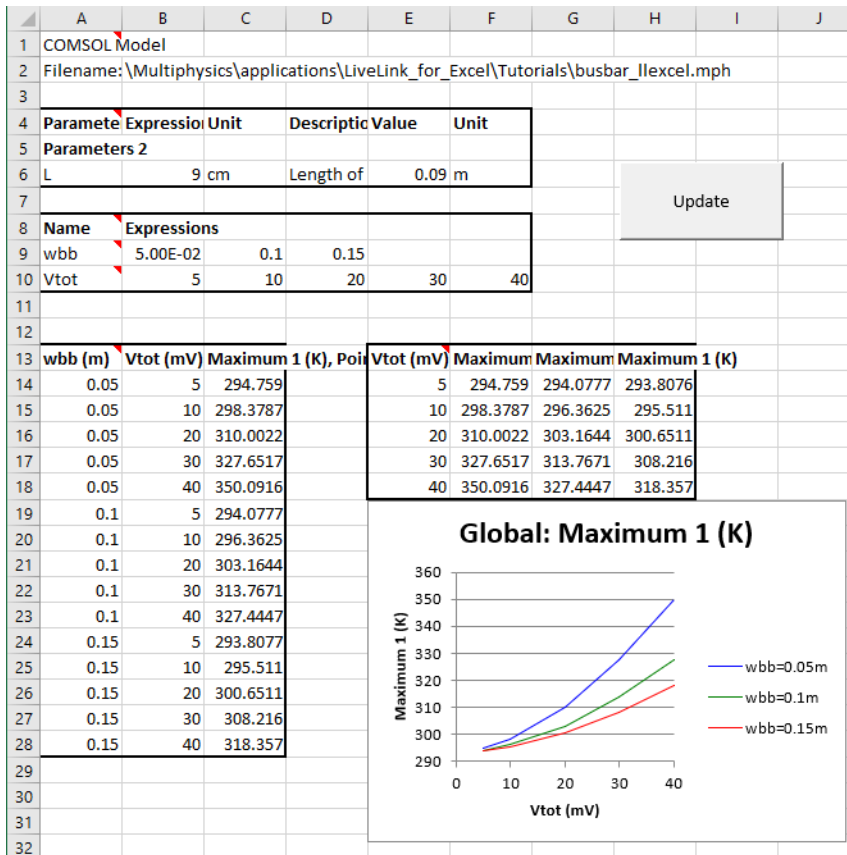 A B C D E F G H I J
1 COMSOL Model
2 Filename: \Multiphysics\applications\LiveLink_for_Excel\Tutorials\busbar_llexcel.mph
3
4 Paramete Expressio Unit Descriptio Value Unit
5 Parameters 2
6 L 9 cm Length of 0.09 m
Update
7
8 Name Expressions
9 wbb 5.00E-02 0.1 0.15
10 Vtot 5 10 20 30 40
11
12
13 wbb (m) Vtot (mV) Maximum 1 (K), Poi Vtot (mV) Maximum Maximum Maximum 1 (K)
14 0.05 5 294.759 5 294.759 294.0777 293.8076
15 0.05 10 298.3787 10 298.3787 296.3625 295.511
16 0.05 20 310.0022 20 310.0022 303.1644 300.6511
17 0.05 30 327.6517 30 327.6517 313.7671 308.216
18 0.05 40 350.0916 40 350.0916 327.4447 318.357
19 0.1 5 294.0777
20 0.1 10 296.3625
21 0.1 20 303.1644
22 0.1 30 313.7671
23 0.1 40 327.4447
24 0.15 5 293.8077
25 0.15 10 295.511
26 0.15 20 300.6511
27 0.15 30 308.216
28 0.15 40 318.357
29
30
31
32
Global: Maximum 1 (K)
Maximum 1 (K)
360
350
340
330
320
310
300
290
0 10 20 30 40
Vtot (mV)
wbb=0.05m
wbb=0.1m
wbb=0.15m